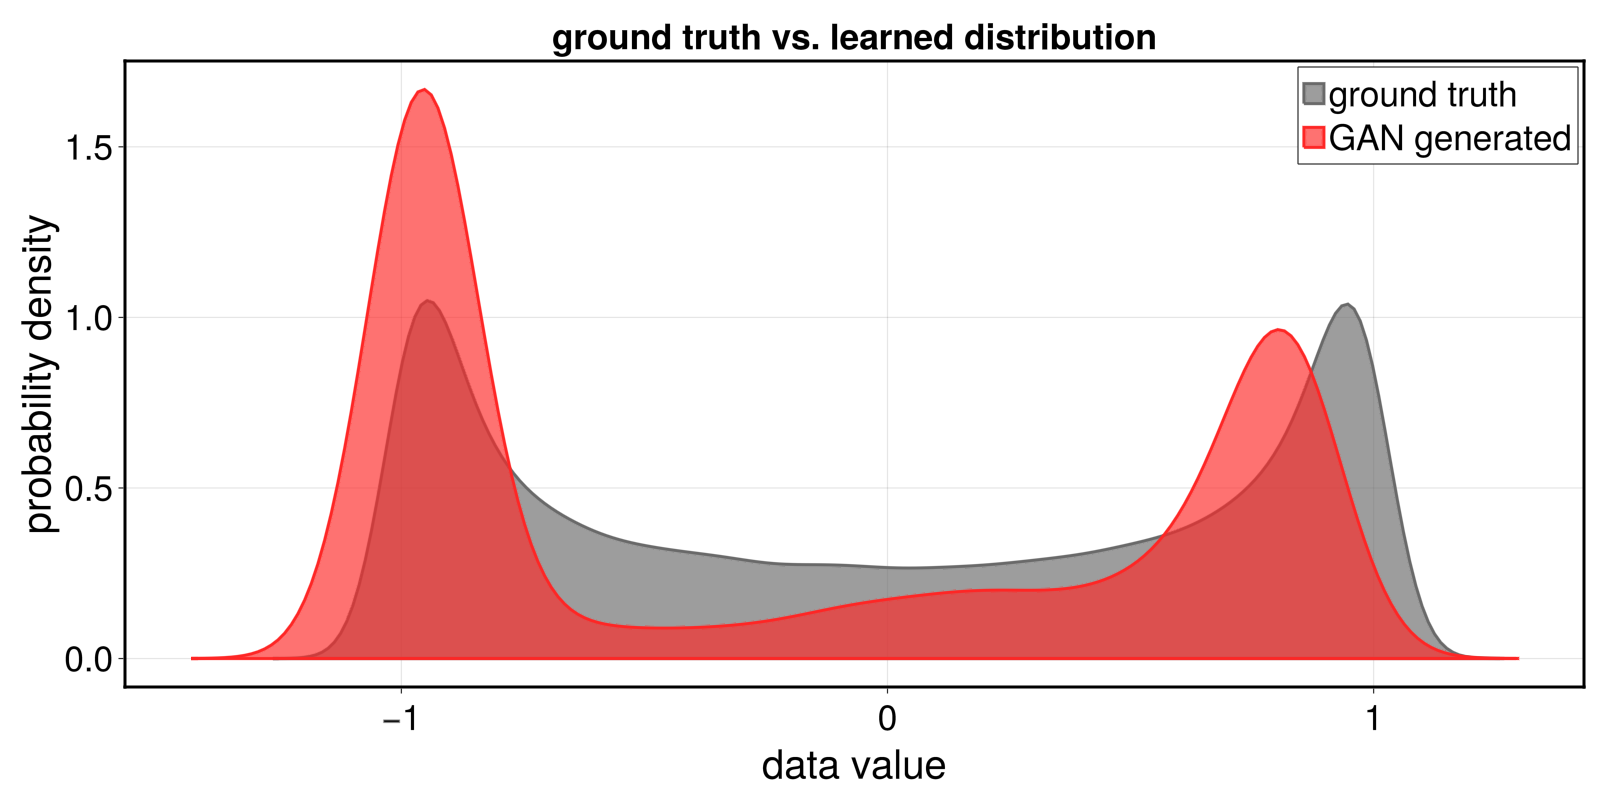 ground truth vs. learned distribution
ground truth
GAN generated
probability density
1.5
1.0
0.5
0.0
−1
0
1
data value